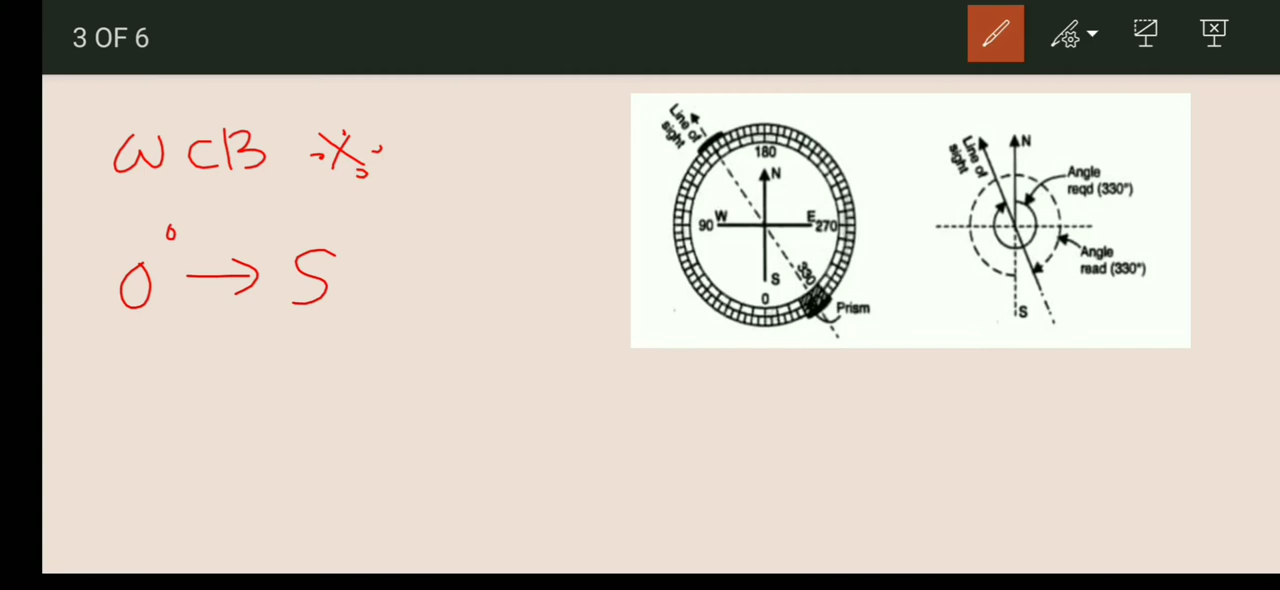 3 OF 6
WCB
0° → S
Line of sight
180
N
W
E
90
270
330
S
0
Prism
Line of sight
N
Angle reqd (330°)
Angle read (330°)
S